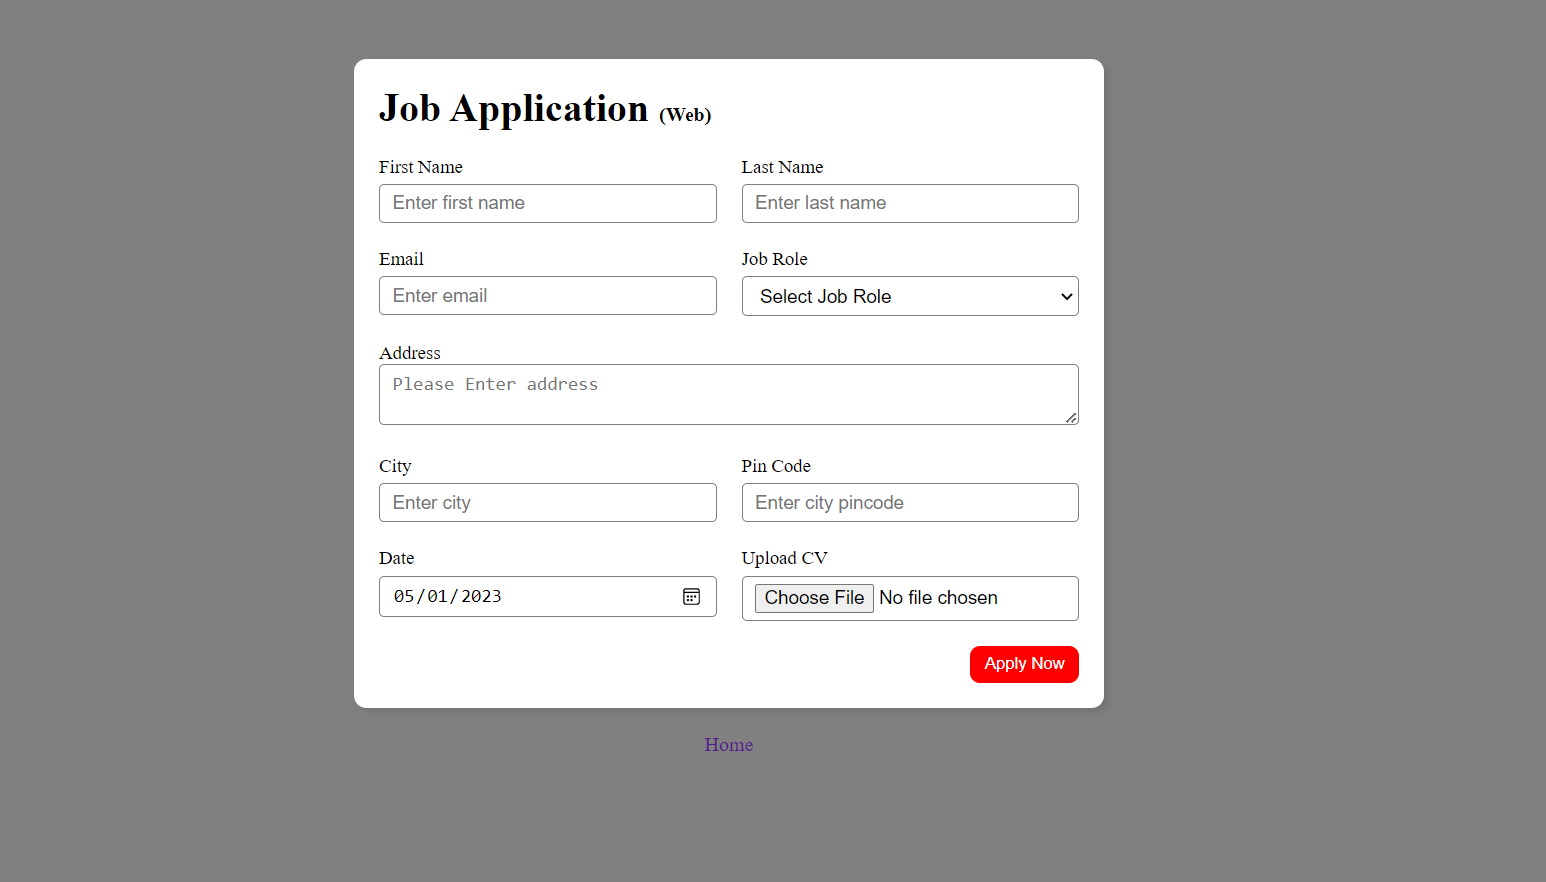 Job Application (Web)
First Name Last Name
Enter first name Enter last name
Email Job Role
Enter email Select Job Role
Address
Please Enter address
City Pin Code
Enter city Enter city pincode
Date Upload CV
05/01/2023 Choose File No file chosen
Apply Now
Home